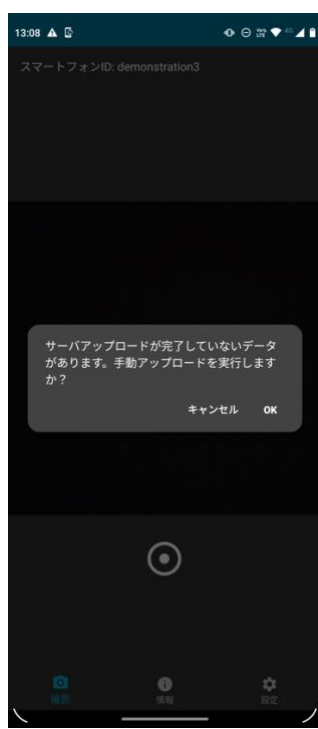 13:08
VoLTE 4G
スマートフォンID: demonstration3
サーバアップロードが完了していないデータ
があります。手動アップロードを実行します
か？
キャンセル OK
撮影 情報 設定